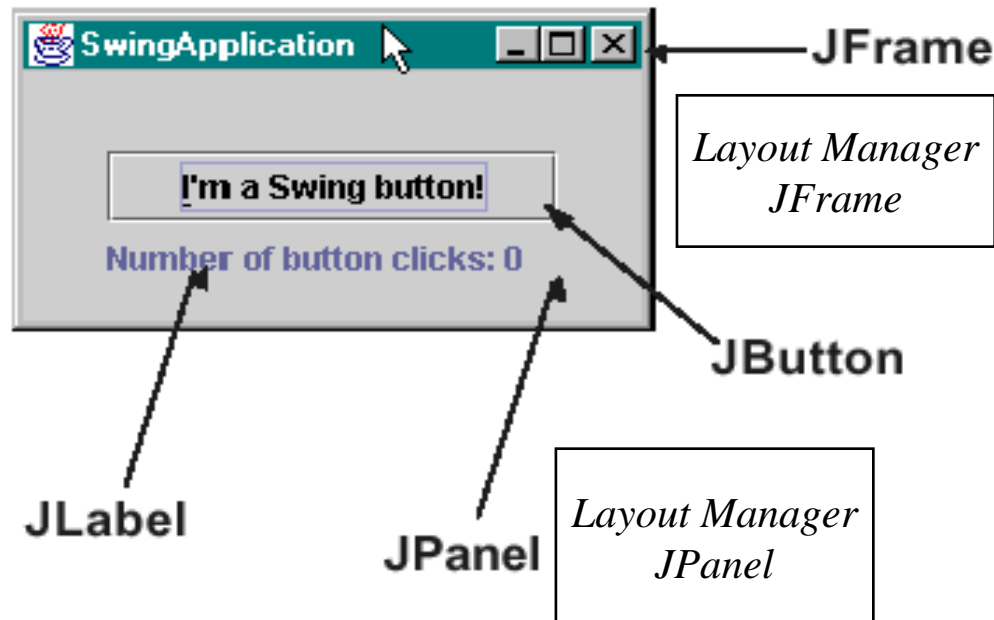 SwingApplication
JFrame
Layout Manager
JFrame
I'm a Swing button!
Number of button clicks: 0
JButton
JLabel
JPanel
Layout Manager
JPanel